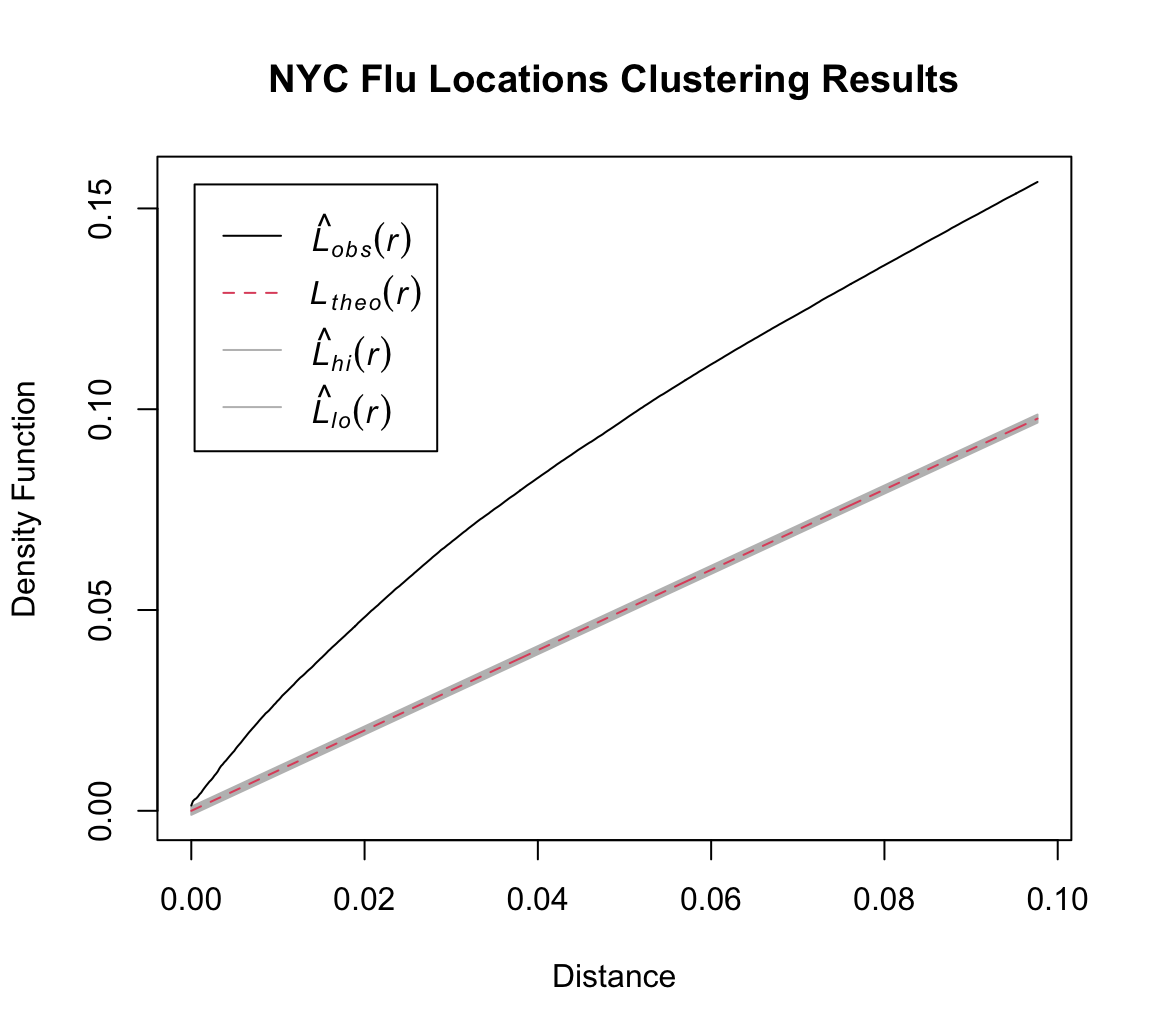 NYC Flu Locations Clustering Results
Density Function
0.15
0.10
0.05
0.00
L̂obs(r)
Ltheo(r)
L̂hi(r)
L̂lo(r)
0.00 0.02 0.04 0.06 0.08 0.10
Distance